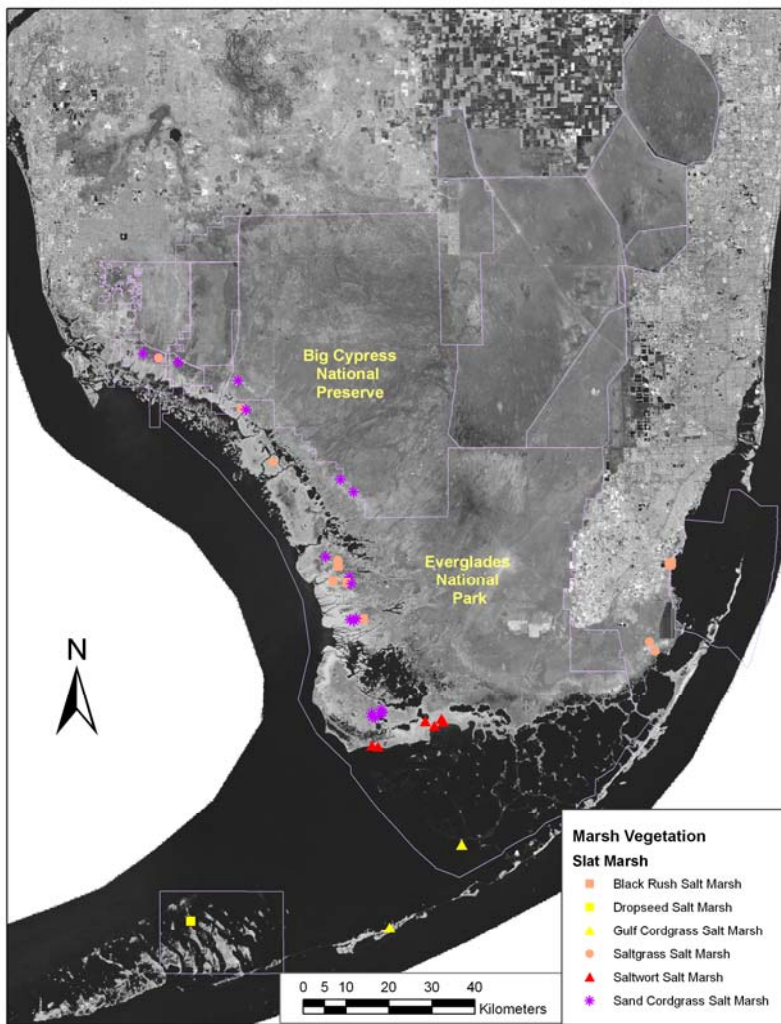 Big Cypress
National
Preserve
Everglades
National
Park
N
Marsh Vegetation
Slat Marsh
Black Rush Salt Marsh
Dropseed Salt Marsh
Gulf Cordgrass Salt Marsh
Saltgrass Salt Marsh
Saltwort Salt Marsh
Sand Cordgrass Salt Marsh
0 5 10 20 30 40
Kilometers